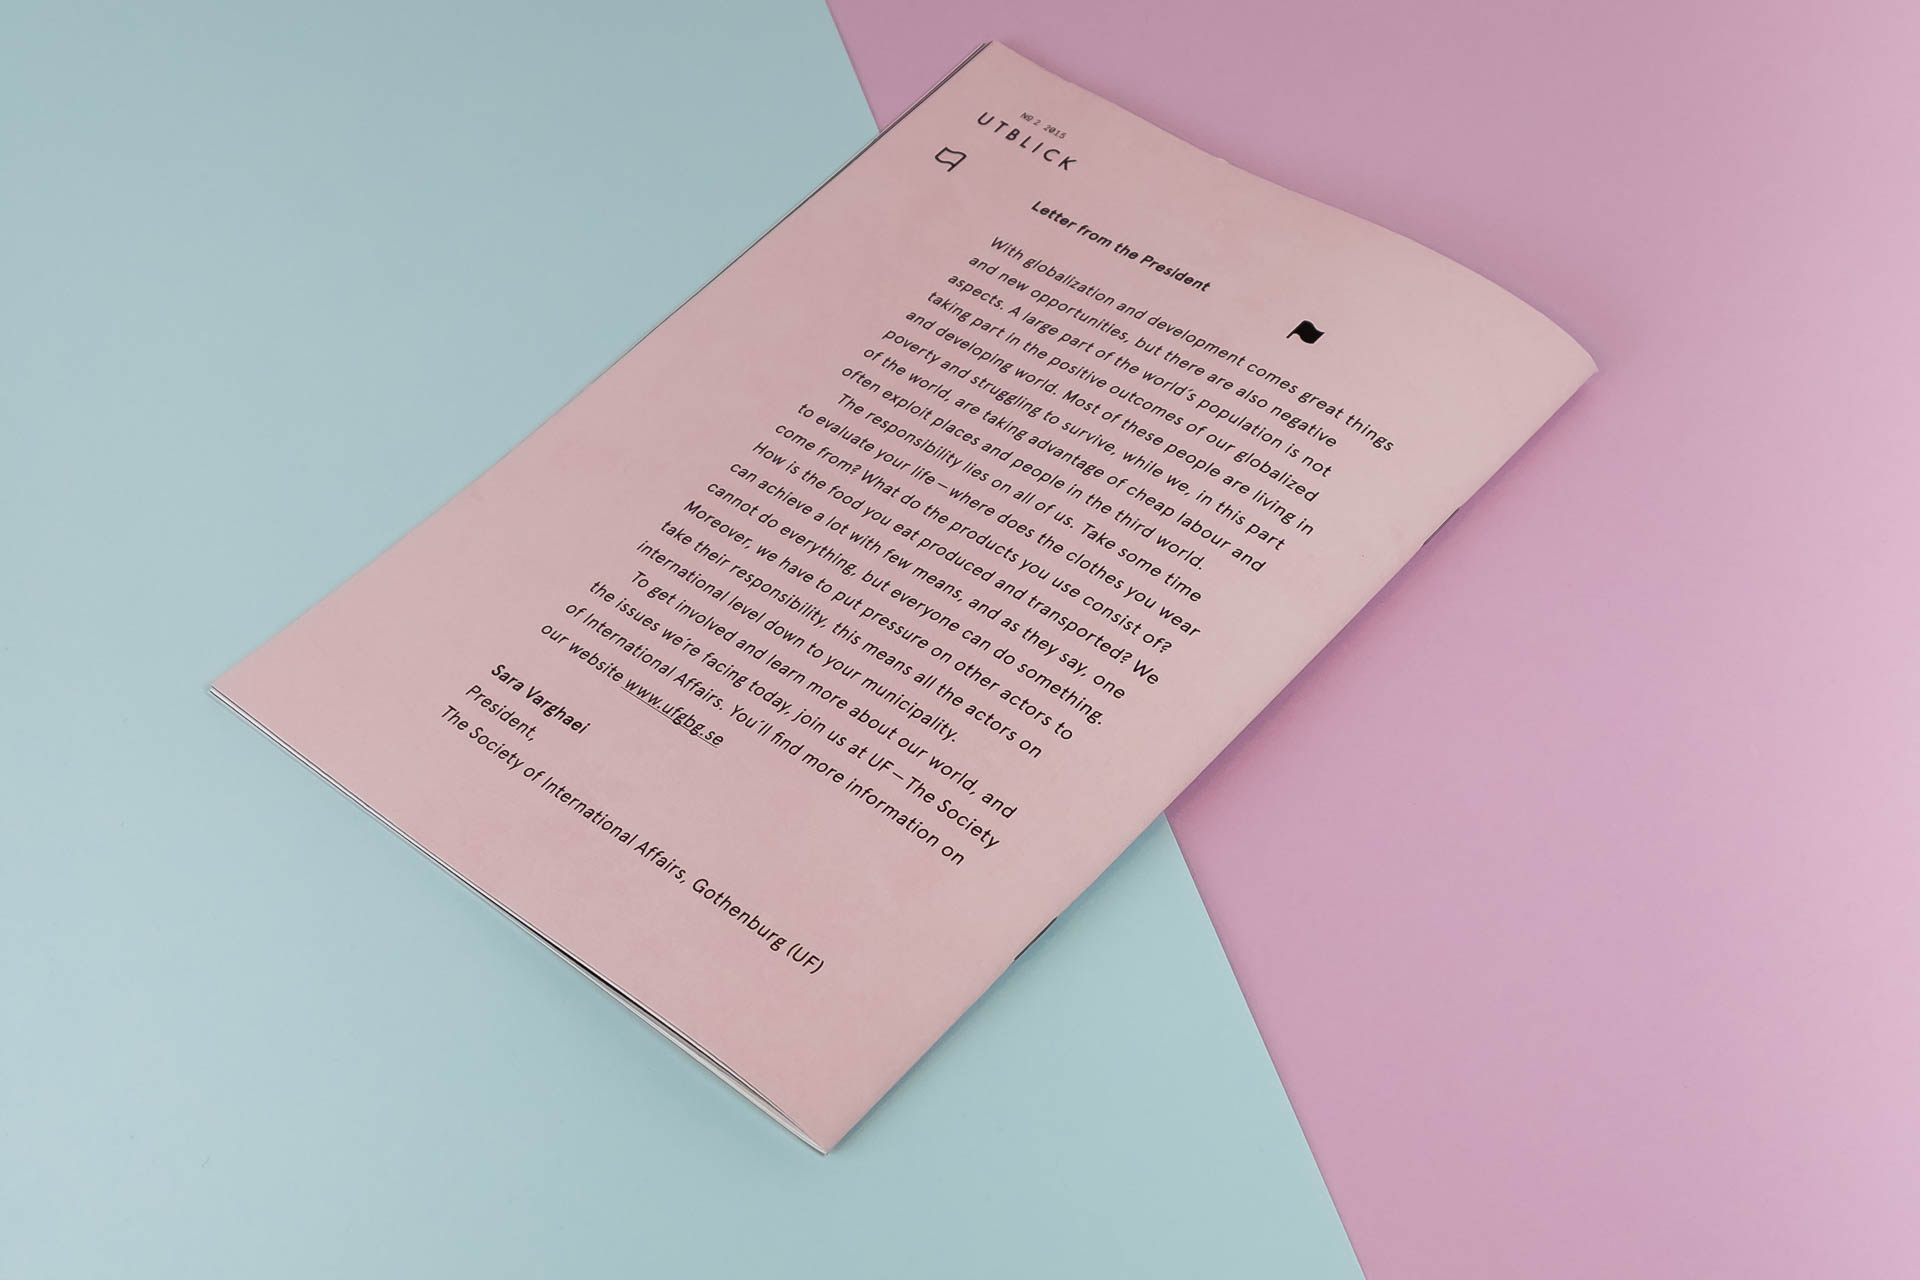 Nº 2 2015
UTBLICK
Letter from the President
With globalization and development comes great things
and new opportunities, but there are also negative
aspects. A large part of the world´s population is not
taking part in the positive outcomes of our globalized
and developing world. Most of these people are living in
poverty and struggling to survive, while we, in this part
of the world, are taking advantage of cheap labour and
often exploit places and people in the third world.
The responsibility lies on all of us. Take some time
to evaluate your life – where does the clothes you wear
come from? What do the products you use consist of?
How is the food you eat produced and transported? We
can achieve a lot with few means, and as they say, one
cannot do everything, but everyone can do something.
Moreover, we have to put pressure on other actors to
take their responsibility, this means all the actors on
international level down to your municipality.
To get involved and learn more about our world, and
the issues we´re facing today, join us at UF – The Society
of International Affairs. You´ll find more information on
our website www.ufgbg.se
Sara Varghaei
President,
The Society of International Affairs, Gothenburg (UF)